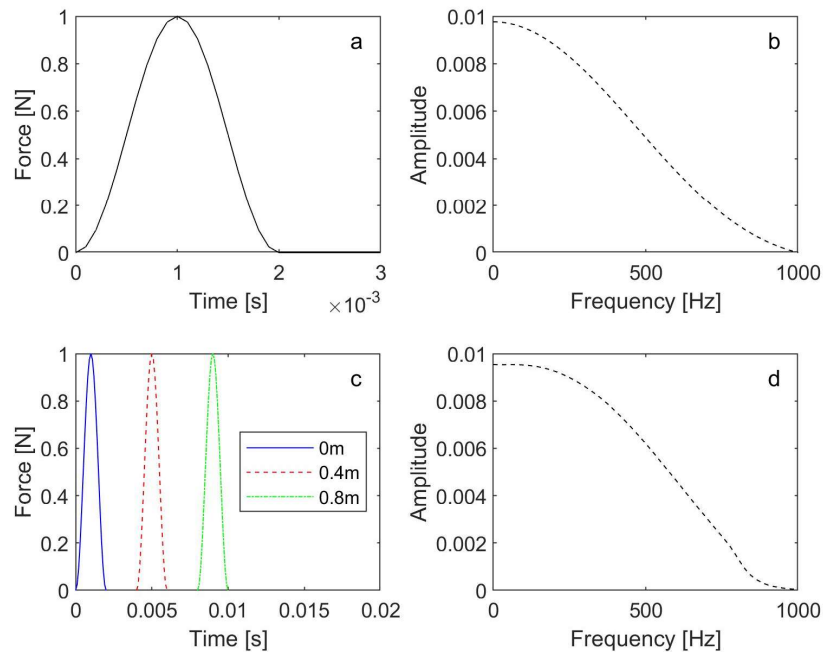 a
1
0.8
0.6
0.4
0.2
0
Force [N]
0 1 2 3
Time [s]
×10-3
b
0.01
0.008
0.006
0.004
0.002
0
Amplitude
0 500 1000
Frequency [Hz]
c
1
0.8
0.6
0.4
0.2
0
Force [N]
0m
0.4m
0.8m
0 0.005 0.01 0.015 0.02
Time [s]
d
0.01
0.008
0.006
0.004
0.002
0
Amplitude
0 500 1000
Frequency [Hz]